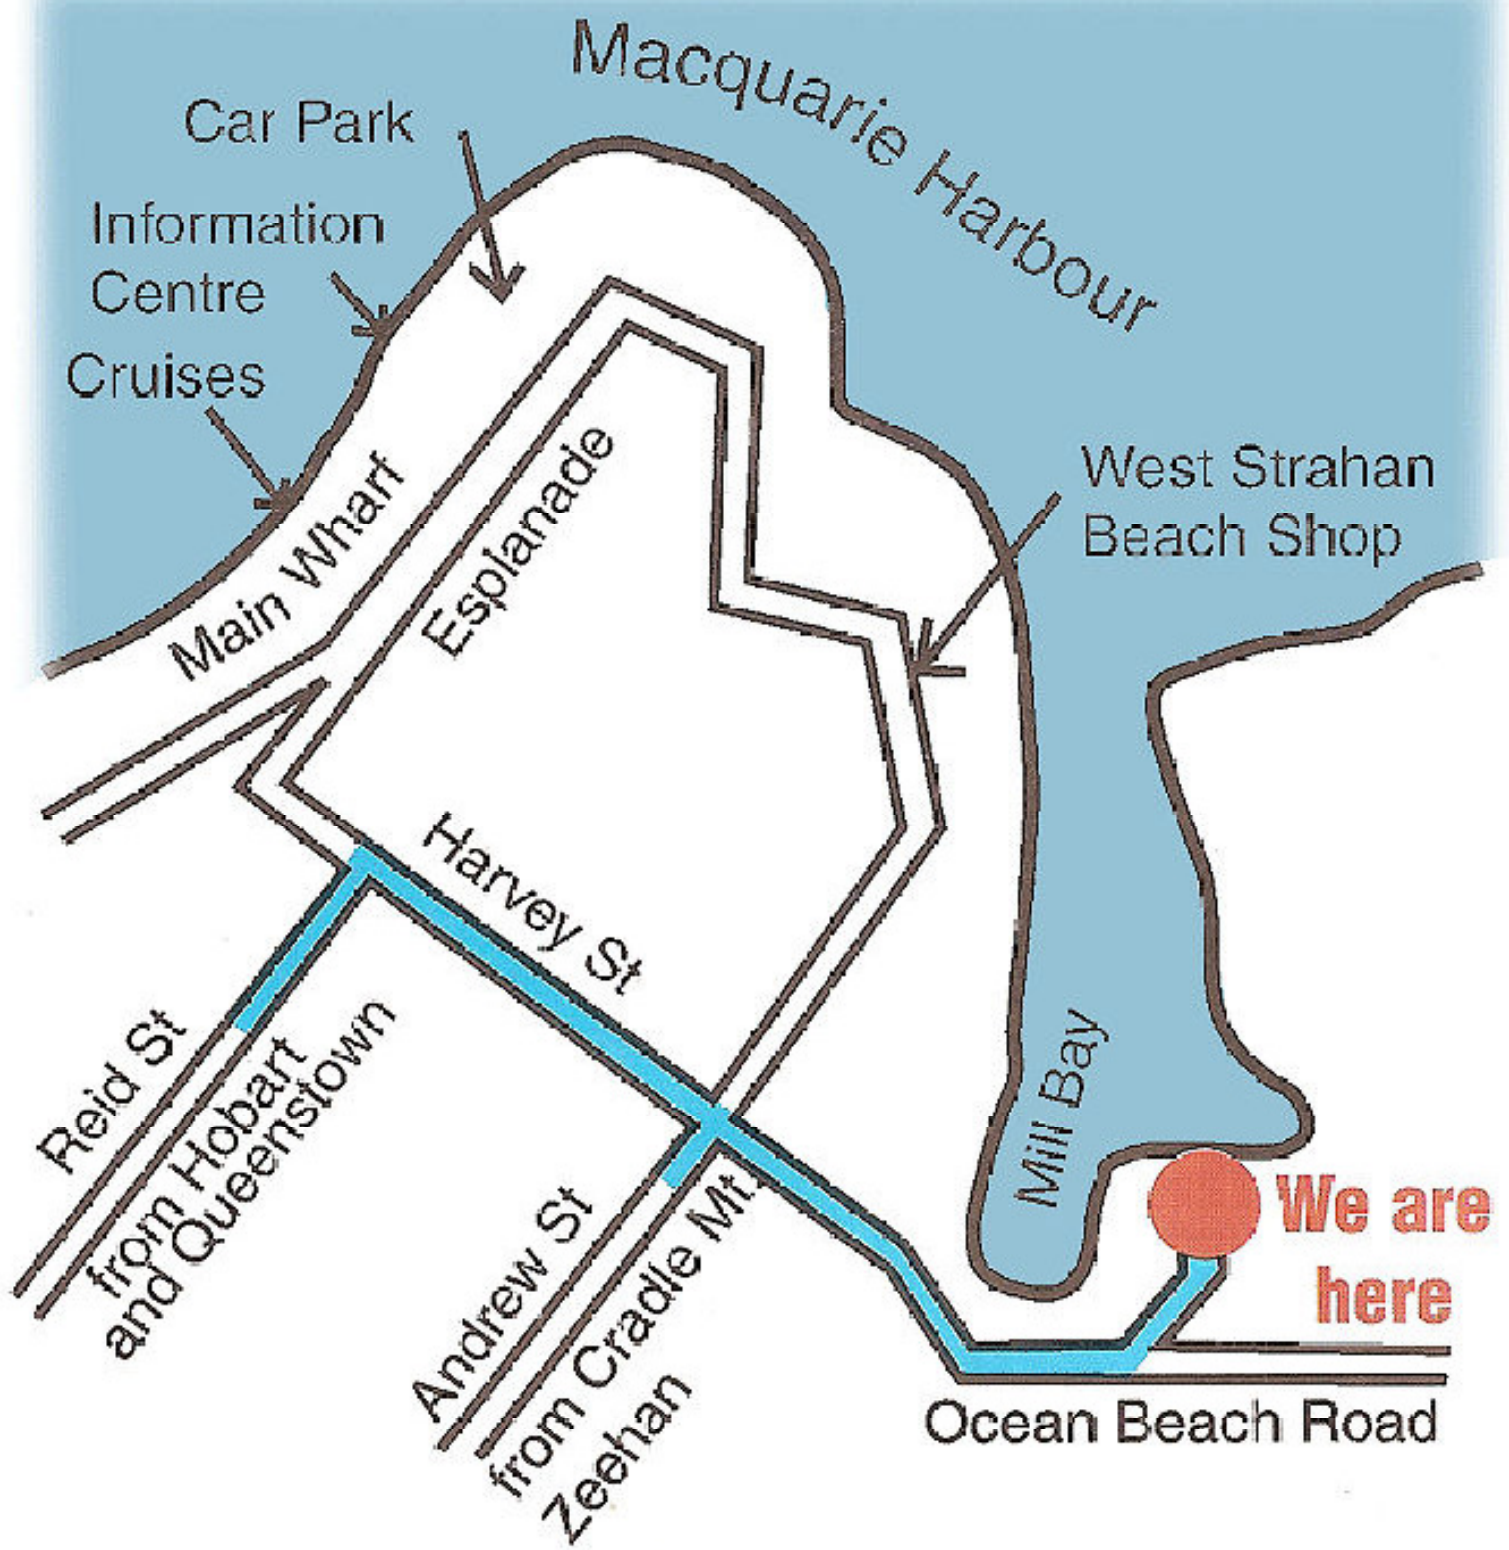 Macquarie Harbour
Car Park
Information
Centre
Cruises
West Strahan
Beach Shop
Main Wharf
Esplanade
Harvey St
Reid St
from Hobart
and Queenstown
Mill Bay
We are
here
Andrew St
from Cradle Mt.
Zeehan
Ocean Beach Road